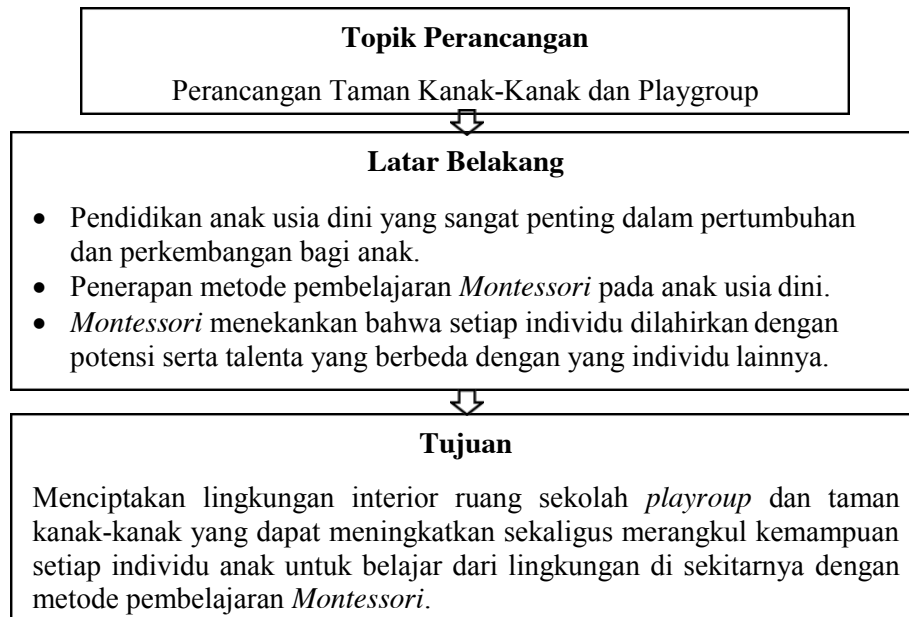 Topik Perancangan
Perancangan Taman Kanak-Kanak dan Playgroup
Latar Belakang
• Pendidikan anak usia dini yang sangat penting dalam pertumbuhan
dan perkembangan bagi anak.
• Penerapan metode pembelajaran Montessori pada anak usia dini.
• Montessori menekankan bahwa setiap individu dilahirkan dengan
potensi serta talenta yang berbeda dengan yang individu lainnya.
Tujuan
Menciptakan lingkungan interior ruang sekolah playroup dan taman
kanak-kanak yang dapat meningkatkan sekaligus merangkul kemampuan
setiap individu anak untuk belajar dari lingkungan di sekitarnya dengan
metode pembelajaran Montessori.